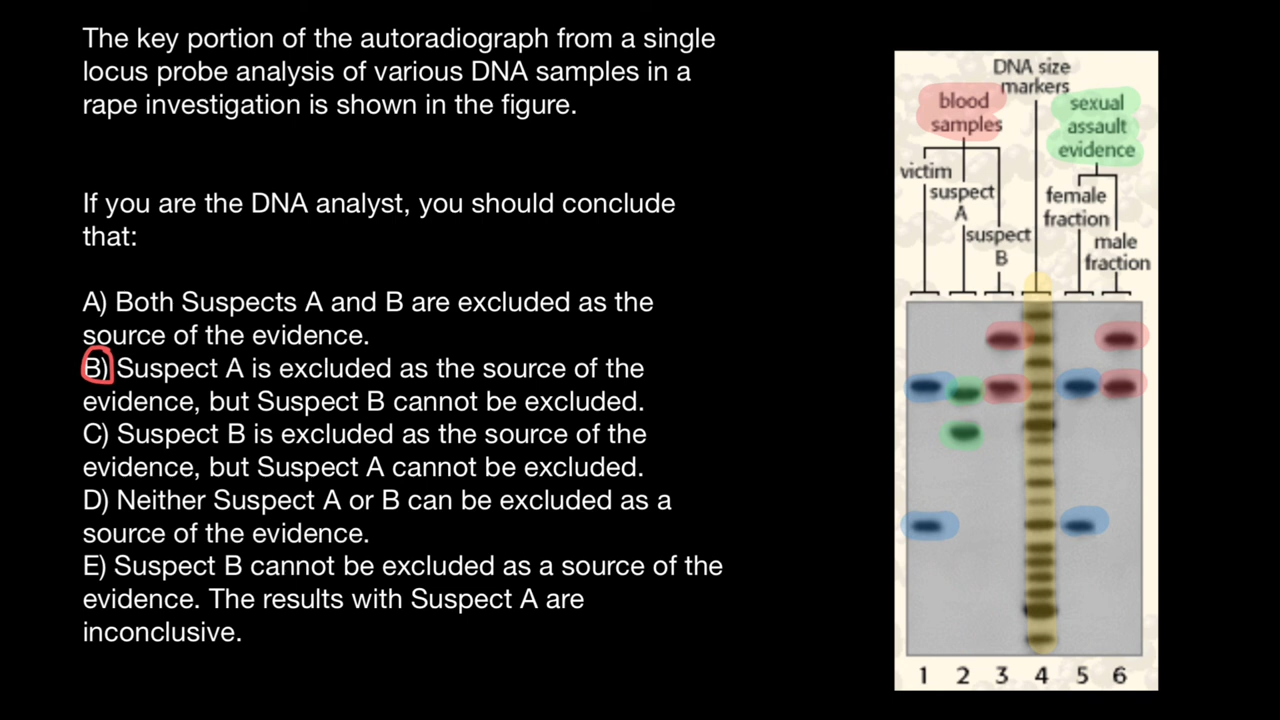 The key portion of the autoradiograph from a single
locus probe analysis of various DNA samples in a
rape investigation is shown in the figure.
If you are the DNA analyst, you should conclude
that:
A) Both Suspects A and B are excluded as the
source of the evidence.
B) Suspect A is excluded as the source of the
evidence, but Suspect B cannot be excluded.
C) Suspect B is excluded as the source of the
evidence, but Suspect A cannot be excluded.
D) Neither Suspect A or B can be excluded as a
source of the evidence.
E) Suspect B cannot be excluded as a source of the
evidence. The results with Suspect A are
inconclusive.
DNA size
markers
blood
samples
sexual
assault
evidence
victim
suspect
A
suspect
B
female
fraction
male
fraction
1 2 3 4 5 6